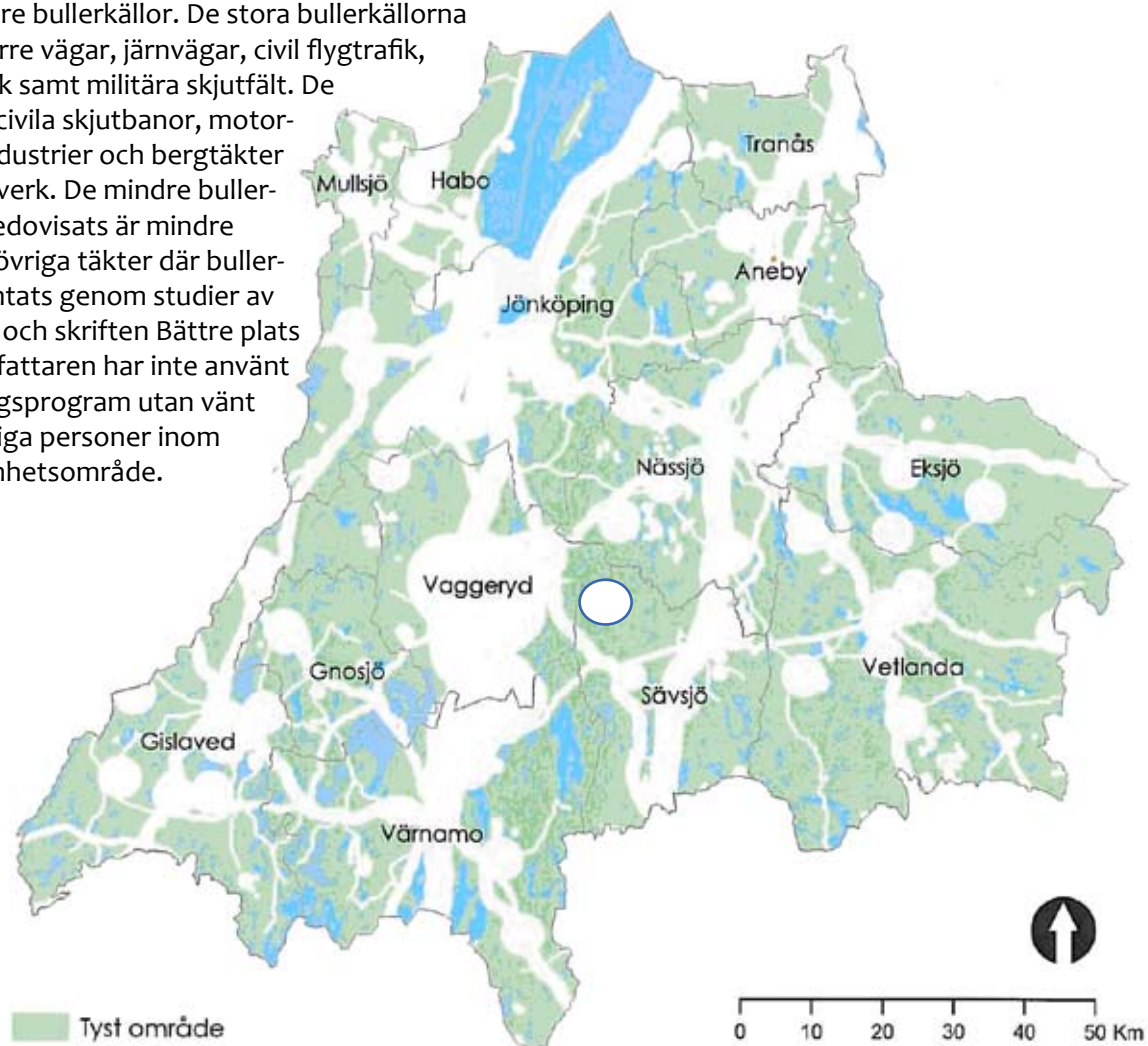 re bullerkällor. De stora bullerkällorna
rre vägar, järnvägar, civil flygtrafik,
k samt militära skjutfält. De
civila skjutbanor, motor-
dustrier och bergtäkter
verk. De mindre buller-
edovisats är mindre
övriga täkter där buller-
ntats genom studier av
och skriften Bättre plats
fattaren har inte använt
gsprogram utan vänt
iga personer inom
nhetsområde.
Tranås
Mullsjö
Habo
Aneby
Jönköping
Nässjö
Eksjö
Vaggeryd
Gnosjö
Vetlanda
Sävsjö
Gislaved
Värnamo
Tyst område
0 10 20 30 40 50 Km